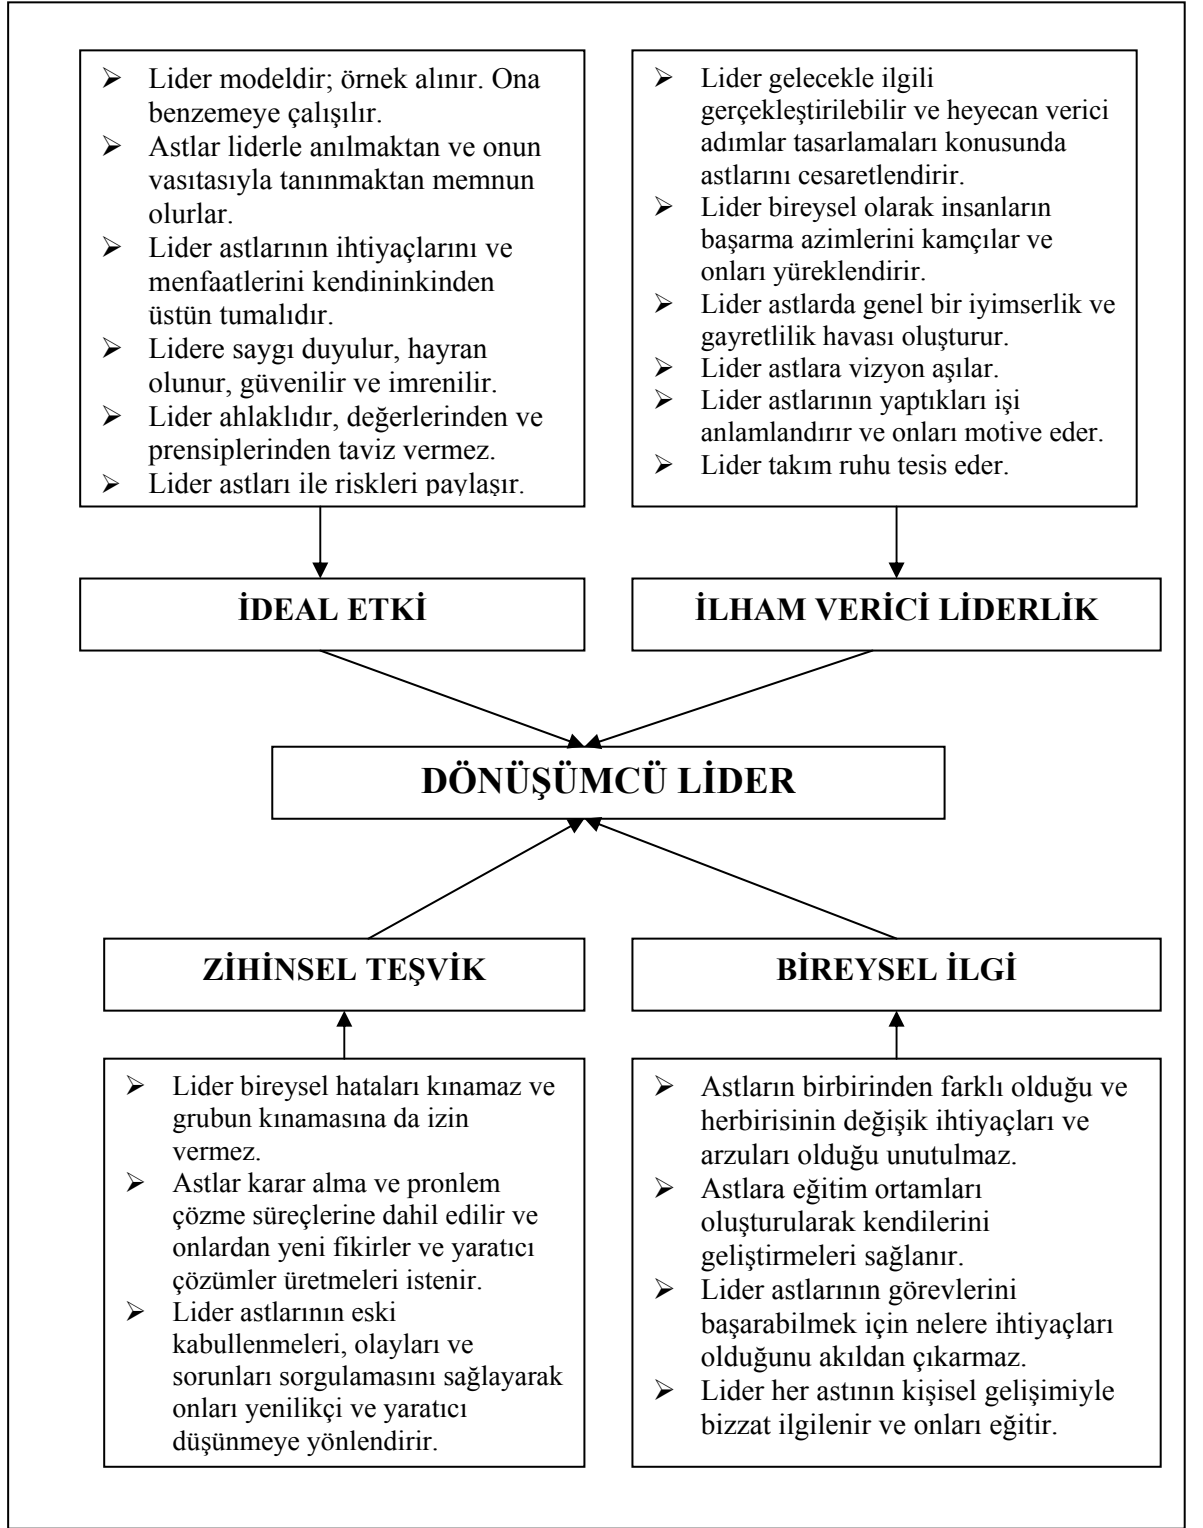 ➢ Lider modeldir; örnek alınır. Ona
benzemeye çalışılır.
➢ Astlar liderle anılmaktan ve onun
vasıtasıyla tanınmaktan memnun
olurlar.
➢ Lider astlarının ihtiyaçlarını ve
menfaatlerini kendininkinden
üstün tumalıdır.
➢ Lidere saygı duyulur, hayran
olunur, güvenilir ve imrenilir.
➢ Lider ahlaklıdır, değerlerinden ve
prensiplerinden taviz vermez.
➢ Lider astları ile riskleri paylaşır.
➢ Lider gelecekle ilgili
gerçekleştirilebilir ve heyecan verici
adımlar tasarlamaları konusunda
astlarını cesaretlendirir.
➢ Lider bireysel olarak insanların
başarma azimlerini kamçılar ve
onları yüreklendirir.
➢ Lider astlarda genel bir iyimserlik ve
gayretlilik havası oluşturur.
➢ Lider astlara vizyon aşılar.
➢ Lider astlarının yaptıkları işi
anlamlandırır ve onları motive eder.
➢ Lider takım ruhu tesis eder.
İDEAL ETKİ
İLHAM VERİCİ LİDERLİK
DÖNÜŞÜMCÜ LİDER
ZİHİNSEL TEŞVİK
BİREYSEL İLGİ
➢ Lider bireysel hataları kınamaz ve
grubun kınamasına da izin
vermez.
➢ Astlar karar alma ve pronlem
çözme süreçlerine dahil edilir ve
onlardan yeni fikirler ve yaratıcı
çözümler üretmeleri istenir.
➢ Lider astlarının eski
kabullenmeleri, olayları ve
sorunları sorgulamasını sağlayarak
onları yenilikçi ve yaratıcı
düşünmeye yönlendirir.
➢ Astların birbirinden farklı olduğu ve
herbirisinin değişik ihtiyaçları ve
arzuları olduğu unutulmaz.
➢ Astlara eğitim ortamları
oluşturularak kendilerini
geliştirmeleri sağlanır.
➢ Lider astlarının görevlerini
başarabilmek için nelere ihtiyaçları
olduğunu akıldan çıkarmaz.
➢ Lider her astının kişisel gelişimiyle
bizzat ilgilenir ve onları eğitir.